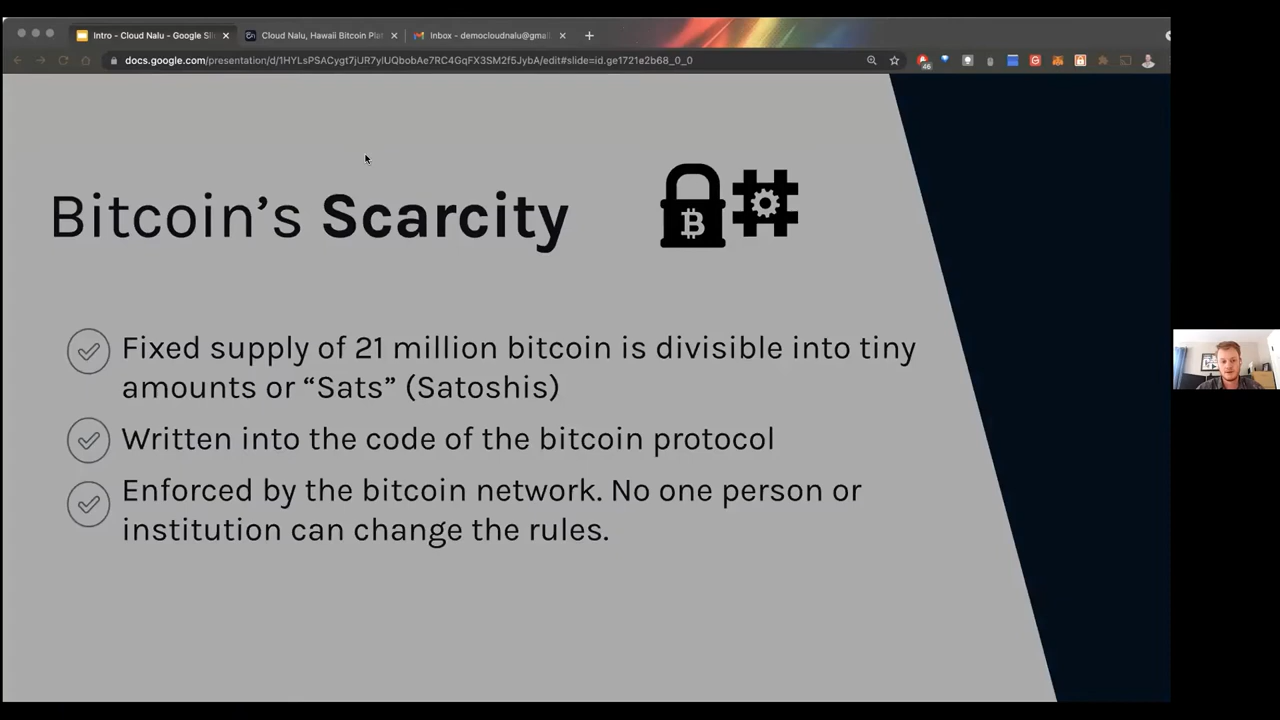 Intro - Cloud Nalu - Google Sli
Cloud Nalu, Hawaii Bitcoin Pla
Inbox - democloudnalu@gmai
docs.google.com/presentation/d/1HYLsPSACygt7jUR7ylUQbobAe7RC4GqFX3SM2f5JybA/edit#slide=id.ge1721e2b68_0_0
46
Bitcoin’s Scarcity
Fixed supply of 21 million bitcoin is divisible into tiny
amounts or “Sats” (Satoshis)
Written into the code of the bitcoin protocol
Enforced by the bitcoin network. No one person or
institution can change the rules.